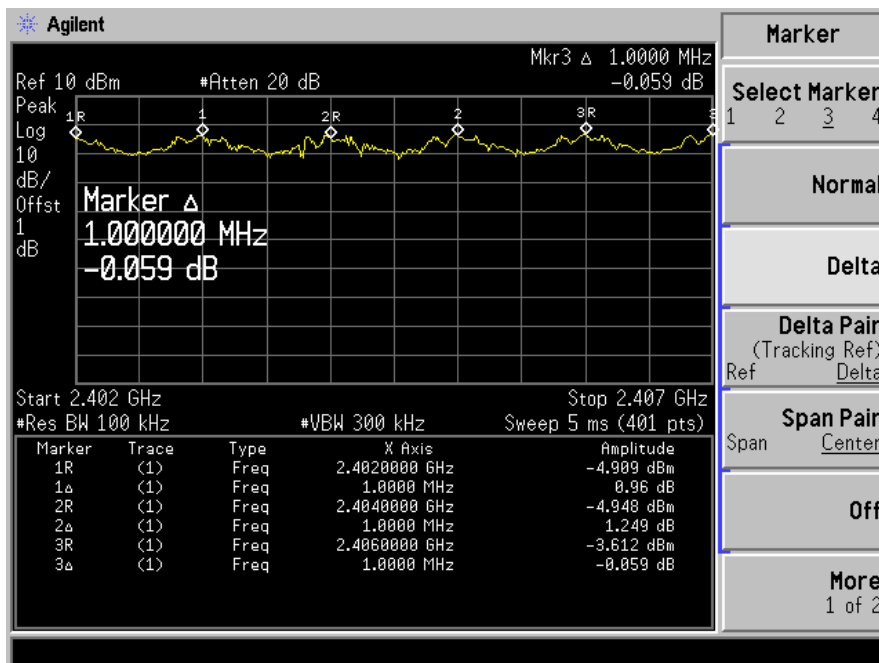 Agilent
Marker
Mkr3 Δ 1.0000 MHz
Ref 10 dBm #Atten 20 dB -0.059 dB
Peak
Log
10
dB/
Offst
1
dB
1R 1 2R 2 3R 3
Marker Δ
1.000000 MHz
-0.059 dB
Start 2.402 GHz Stop 2.407 GHz
#Res BW 100 kHz #VBW 300 kHz Sweep 5 ms (401 pts)
Marker Trace Type X Axis Amplitude
1R (1) Freq 2.4020000 GHz -4.909 dBm
1Δ (1) Freq 1.0000 MHz 0.96 dB
2R (1) Freq 2.4040000 GHz -4.948 dBm
2Δ (1) Freq 1.0000 MHz 1.249 dB
3R (1) Freq 2.4060000 GHz -3.612 dBm
3Δ (1) Freq 1.0000 MHz -0.059 dB
Select Marker
1 2 3 4
Normal
Delta
Delta Pair
(Tracking Ref)
Ref Delta
Span Pair
Span Center
Off
More
1 of 2